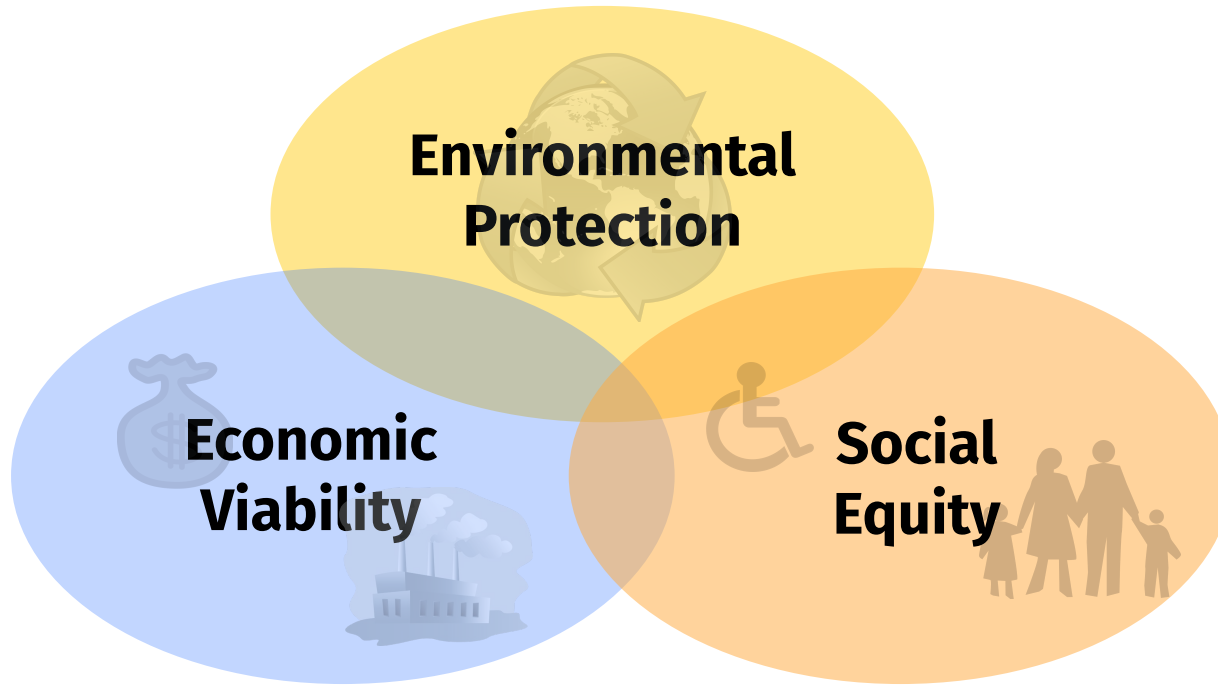 Environmental
Protection
Economic
Viability
Social
Equity